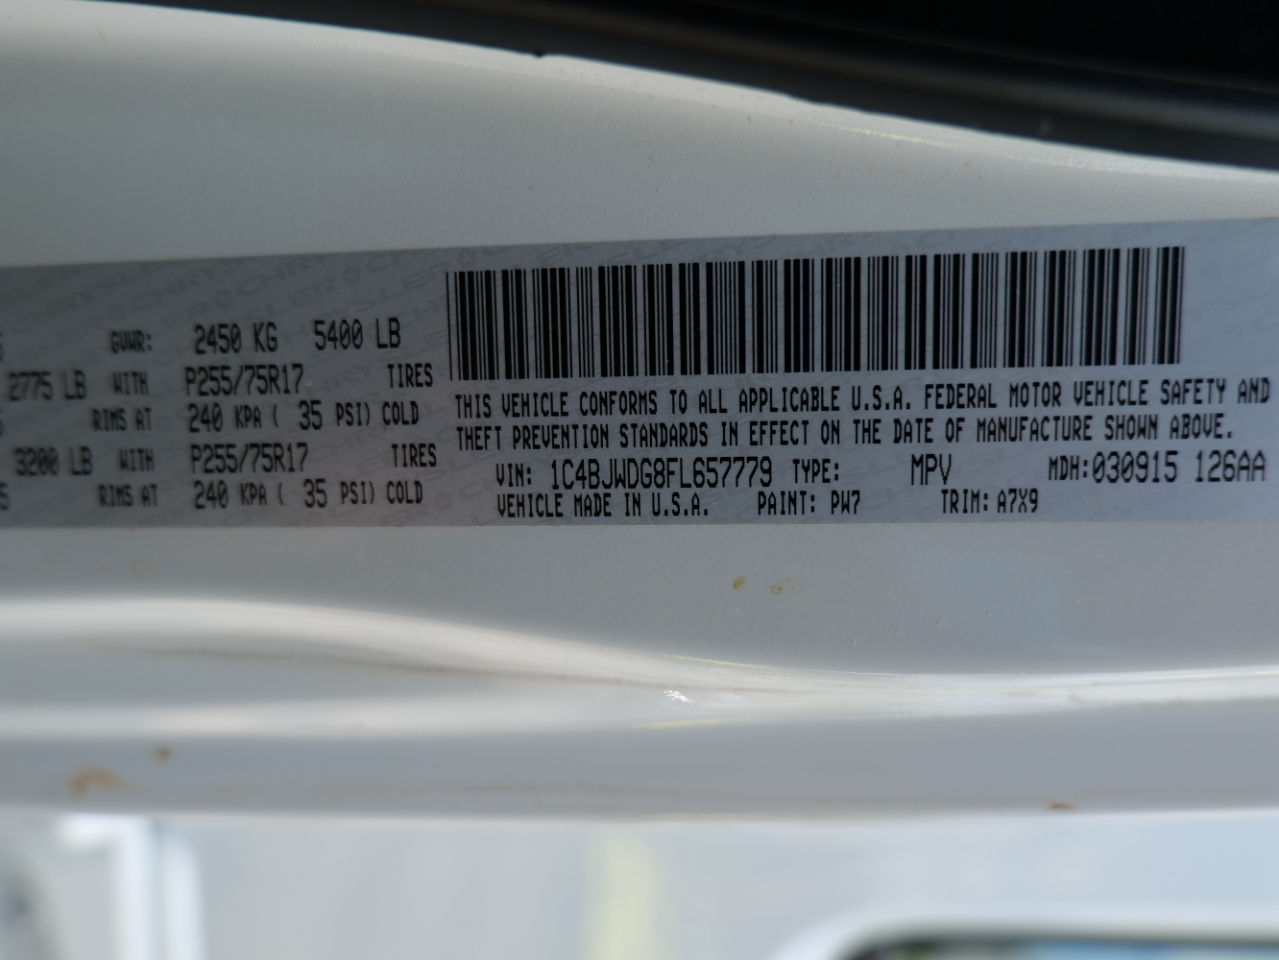 GVWR: 2450 KG 5400 LB
2775 LB WITH P255/75R17 TIRES
RIMS AT 240 KPA ( 35 PSI) COLD
3200 LB WITH P255/75R17 TIRES
RIMS AT 240 KPA ( 35 PSI) COLD
THIS VEHICLE CONFORMS TO ALL APPLICABLE U.S.A. FEDERAL MOTOR VEHICLE SAFETY AND
THEFT PREVENTION STANDARDS IN EFFECT ON THE DATE OF MANUFACTURE SHOWN ABOVE.
VIN: 1C4BJWDG8FL657779 TYPE: MPV MDH:030915 126AA
VEHICLE MADE IN U.S.A. PAINT: PW7 TRIM: A7X9